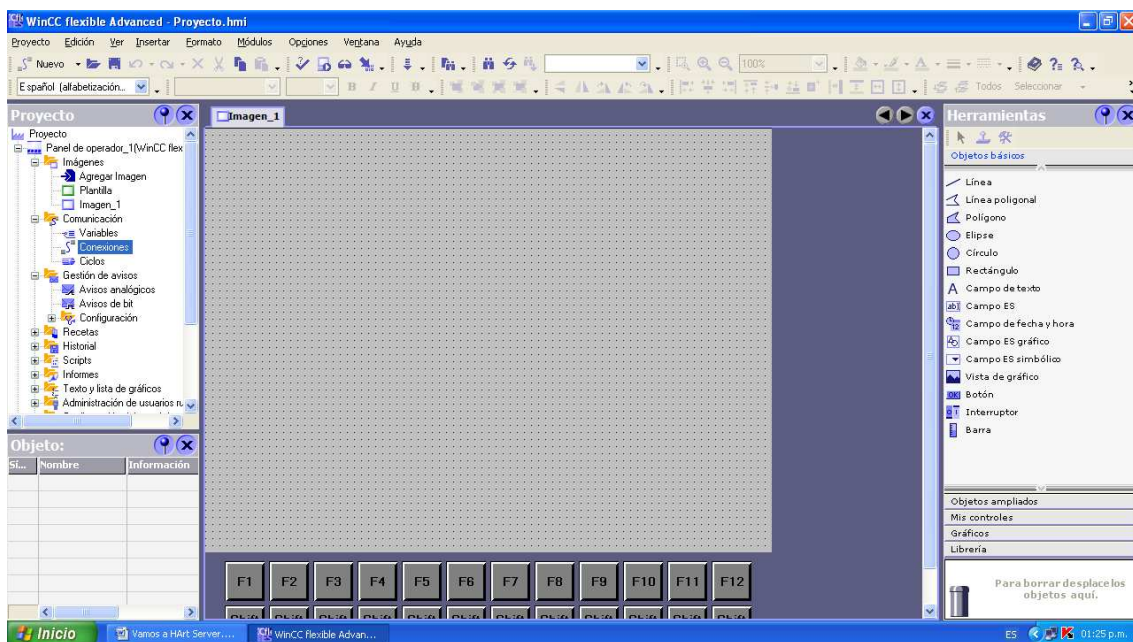 WinCC flexible Advanced - Proyecto.hmi
Proyecto Edición Ver Insertar Formato Módulos Opciones Ventana Ayuda
Nuevo 100%
Español (alfabetización.. B I U Todos Seleccionar
Proyecto
Proyecto
Panel de operador_1(WinCC flex
Imágenes
Agregar Imagen
Plantilla
Imagen_1
Comunicación
Variables
Conexiones
Ciclos
Gestión de avisos
Avisos analógicos
Avisos de bit
Configuración
Recetas
Historial
Scripts
Informes
Texto y lista de gráficos
Administración de usuarios ru
Objeto:
Sí... Nombre Información
Imagen_1
F1 F2 F3 F4 F5 F6 F7 F8 F9 F10 F11 F12
Herramientas
Objetos básicos
Línea
Línea poligonal
Polígono
Elipse
Círculo
Rectángulo
A Campo de texto
Campo ES
Campo de fecha y hora
Campo ES gráfico
Campo ES simbólico
Vista de gráfico
OK Botón
Interruptor
Barra
Objetos ampliados
Mis controles
Gráficos
Librería
Para borrar desplace los
objetos aquí.
Inicio Vamos a HArt Server.... WinCC flexible Advan... ES 01:25 p.m.